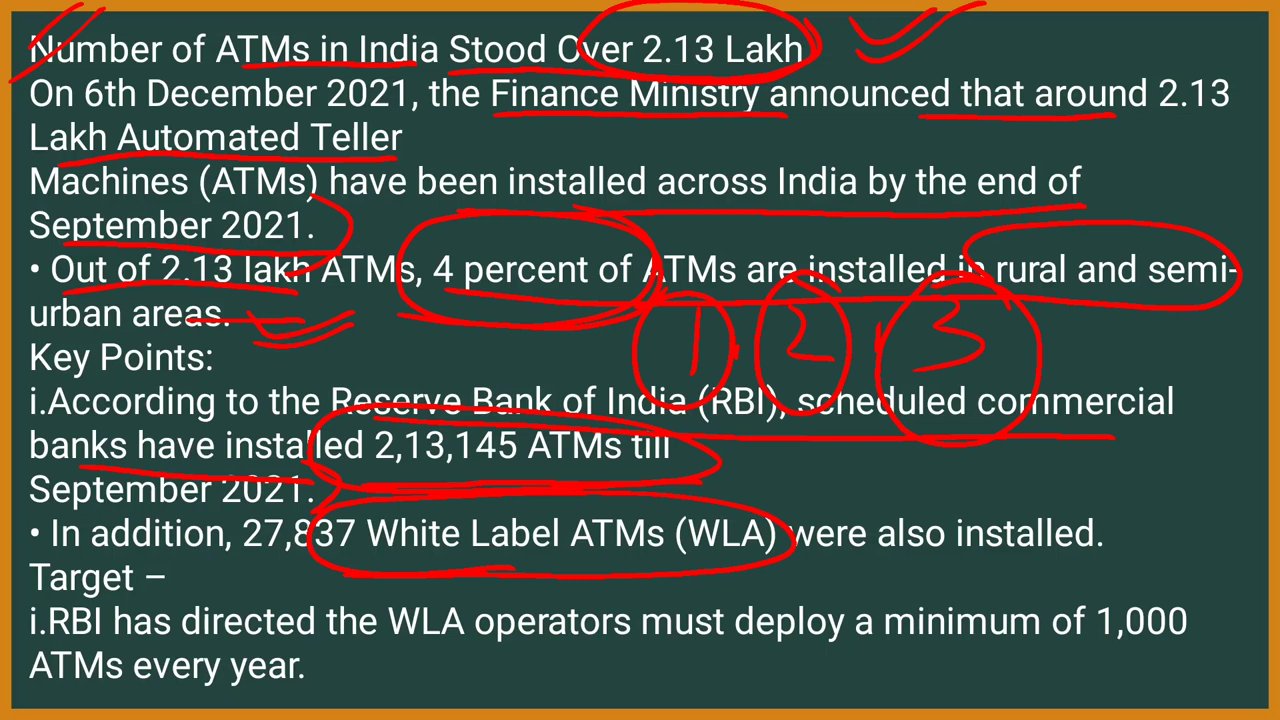 Number of ATMs in India Stood Over 2.13 Lakh
On 6th December 2021, the Finance Ministry announced that around 2.13
Lakh Automated Teller
Machines (ATMs) have been installed across India by the end of
September 2021.
• Out of 2.13 lakh ATMs, 4 percent of ATMs are installed in rural and semi-
urban areas.
1 2 3
Key Points:
i.According to the Reserve Bank of India (RBI), scheduled commercial
banks have installed 2,13,145 ATMs till
September 2021.
• In addition, 27,837 White Label ATMs (WLA) were also installed.
Target –
i.RBI has directed the WLA operators must deploy a minimum of 1,000
ATMs every year.